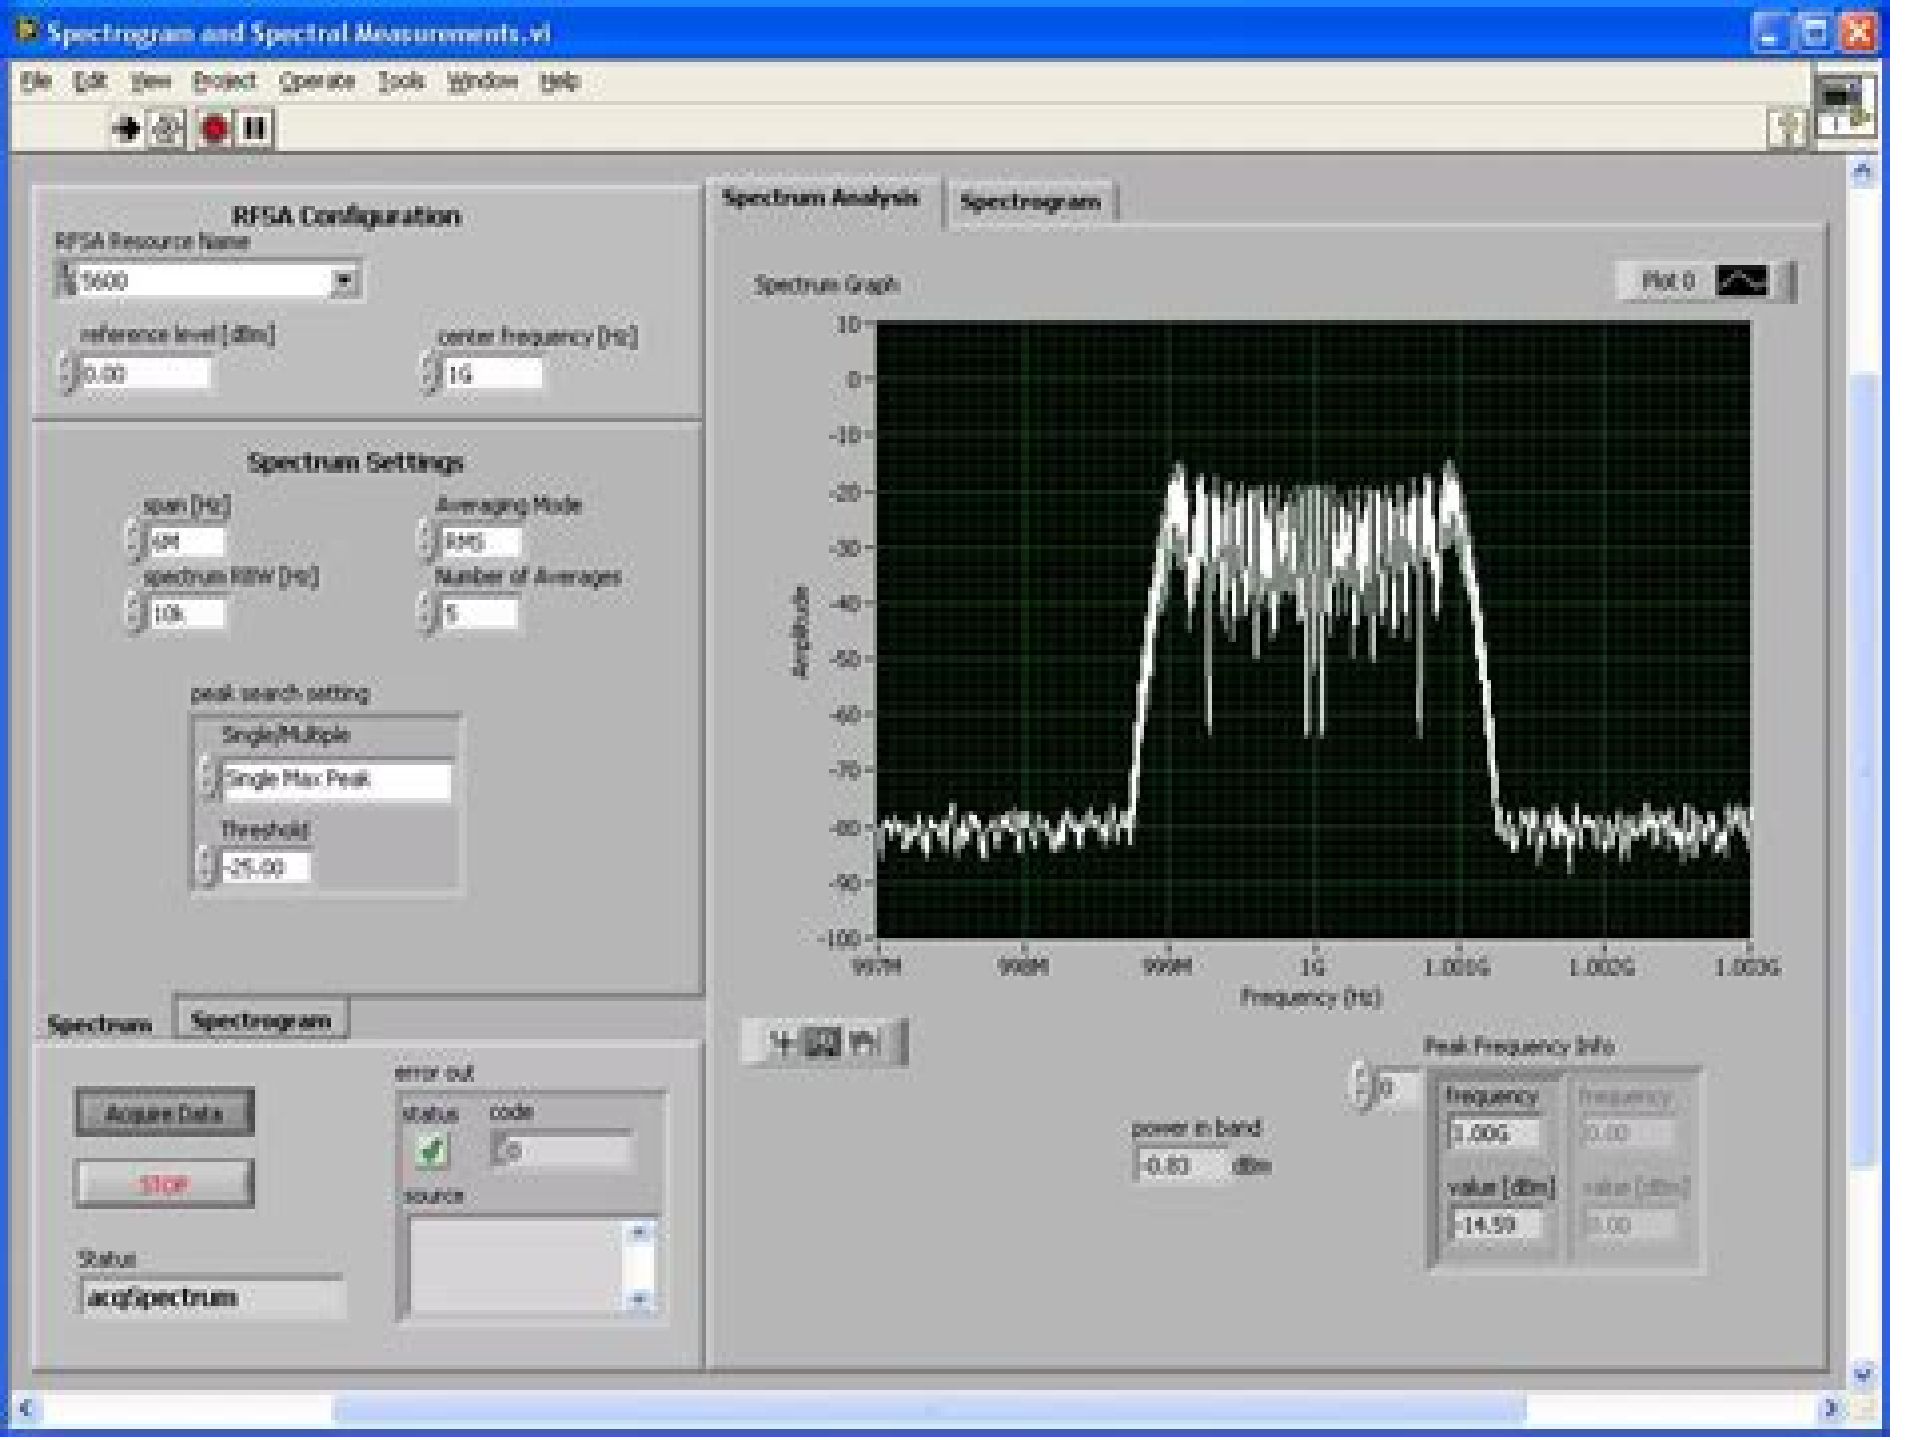 Spectrogram and Spectral Measurements.vi
File Edit View Project Operate Tools Window Help
RFSA Configuration
RFSA Resource Name
5600
reference level [dBm]
0.00
center frequency [Hz]
1G
Spectrum Settings
span [Hz]
6M
Averaging Mode
RMS
spectrum RBW [Hz]
10k
Number of Averages
5
peak search setting
Single/Multiple
Single Max Peak
Threshold
-25.00
Spectrum
Spectrogram
Acquire Data
STOP
Status
acqSpectrum
error out
status
code
0
source
Spectrum Analysis
Spectrogram
Spectrum Graph
Plot 0
10
0
-10
-20
-30
-40
-50
-60
-70
-80
-90
-100
Amplitude
997M 998M 999M 1G 1.001G 1.002G 1.003G
Frequency [Hz]
power in band
-0.83 dBm
Peak Frequency Info
0
frequency
1.00G
value [dBm]
-14.59
frequency
0.00
value [dBm]
0.00